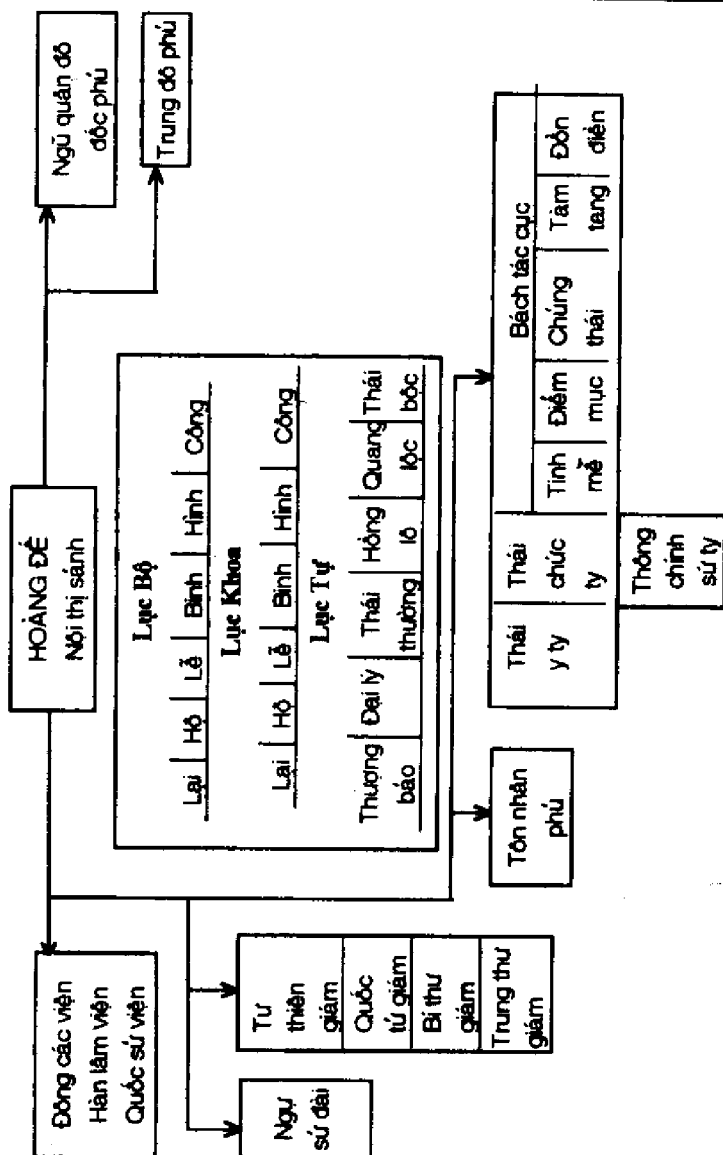 HOÀNG ĐẾ
Nội thị sảnh
Ngũ quân đô
đốc phủ
Trung đô phủ
Đông các viện
Hàn lâm viện
Quốc sử viện
Lục Bộ
Lại Hộ Lễ Binh Hình Công
Lục Khoa
Lại Hộ Lễ Binh Hình Công
Lục Tự
Thượng Đại lý Thái Hồng Quang Thái
bảo thường lô lộc bộc
Ngự
sử đài
Tư
thiên
giám
Quốc
tử giám
Bí thư
giám
Trung thư
giám
Tôn nhân
phủ
Thái Thái Bách tác cục
y ty chức Tinh Điểm Chúng Tàm Đồn
ty mễ mục thái tang điền
Thông
chính
sứ ty